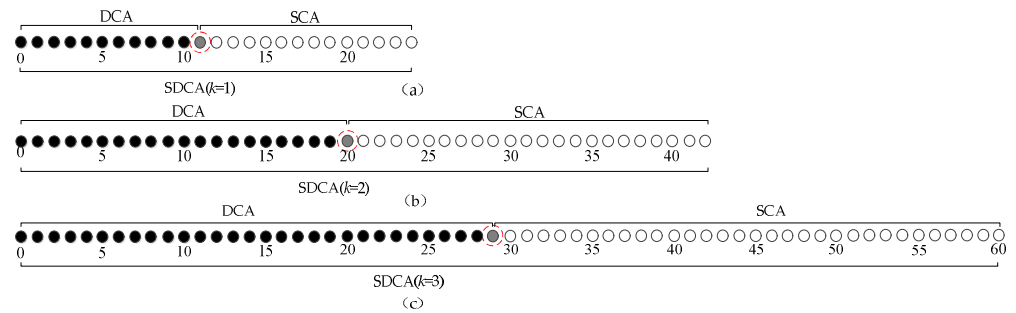 DCA SCA
0 5 10 15 20
SDCA(k=1)
(a)
DCA SCA
0 5 10 15 20 25 30 35 40
SDCA(k=2)
(b)
DCA SCA
0 5 10 15 20 25 30 35 40 45 50 55 60
SDCA(k=3)
(c)